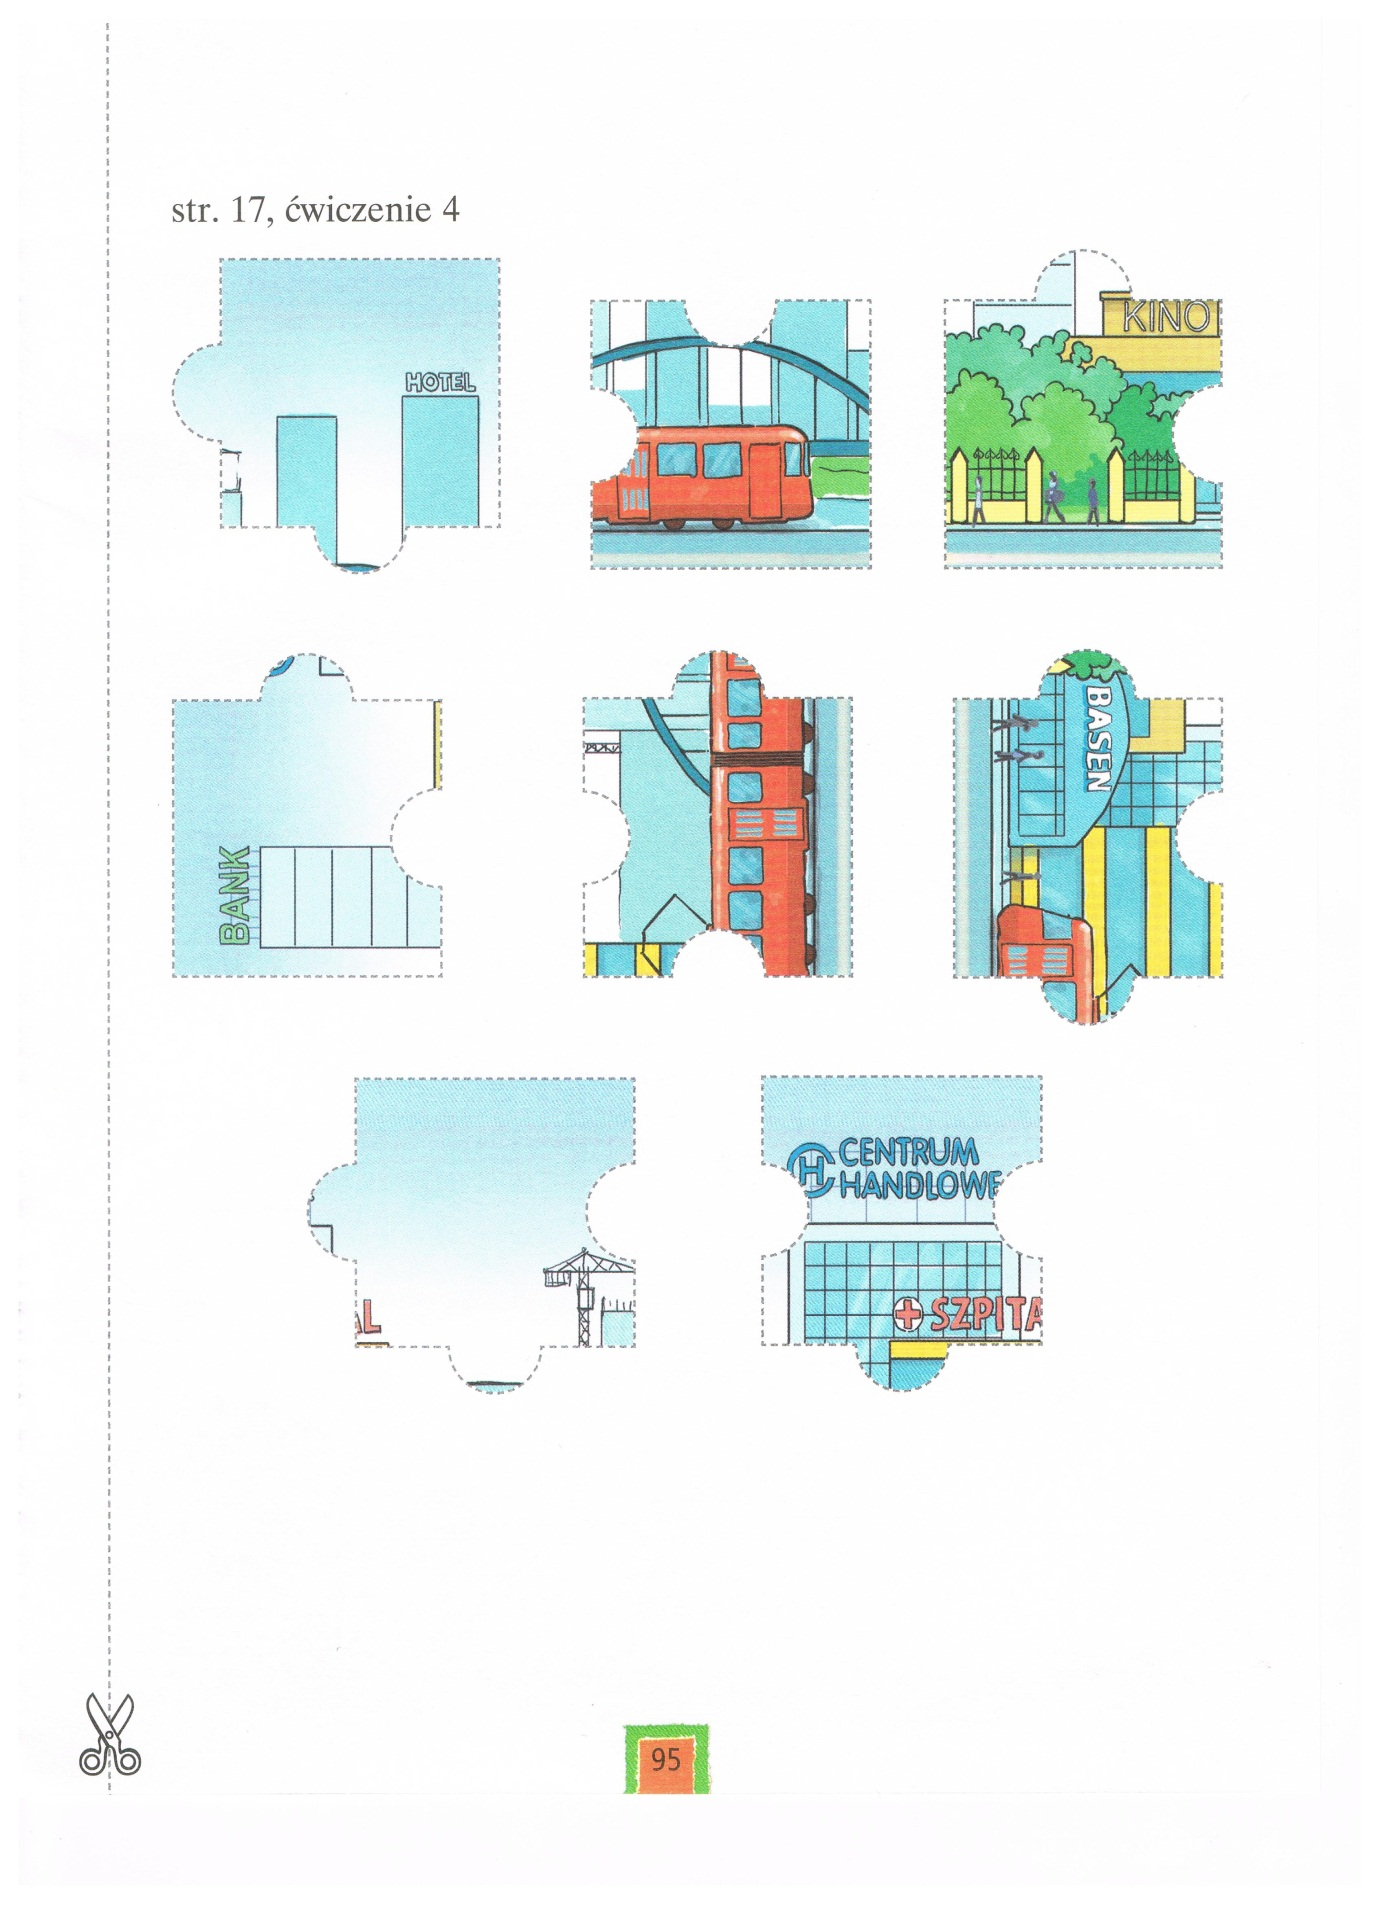 str. 17, ćwiczenie 4
HOTEL
KINO
BANK
BASEN
AL
H CENTRUM
HANDLOWE
SZPITA
95